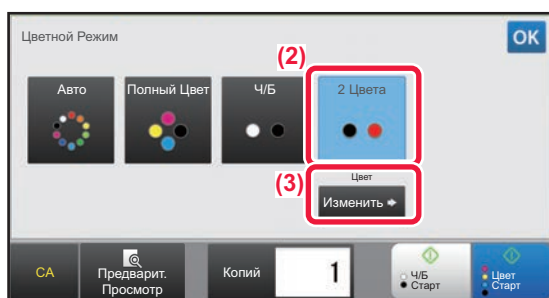 Цветной Режим
OK
(2)
Авто
Полный Цвет
Ч/Б
2 Цвета
(3)
Цвет
Изменить
CA
Предварит.
Просмотр
Копий
1
Ч/Б
Старт
Цвет
Старт